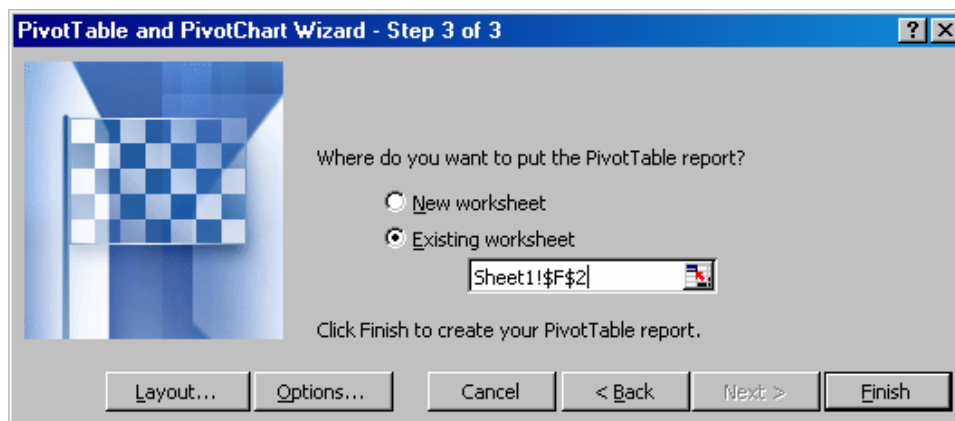 PivotTable and PivotChart Wizard - Step 3 of 3
Where do you want to put the PivotTable report?
New worksheet
Existing worksheet
Sheet1!$F$2
Click Finish to create your PivotTable report.
Layout... Options... Cancel < Back Next > Finish